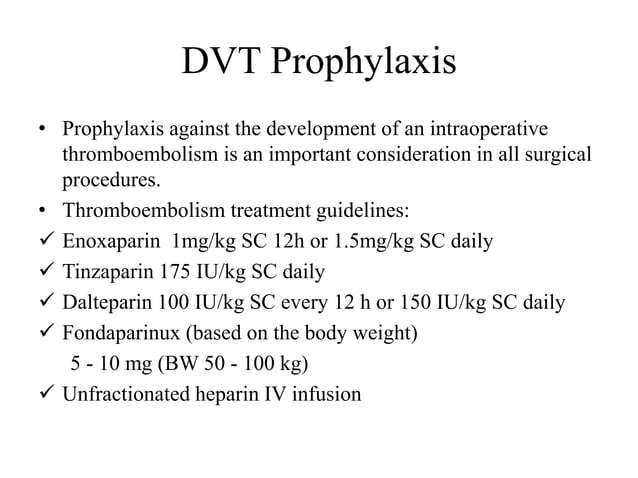 DVT Prophylaxis
• Prophylaxis against the development of an intraoperative
thromboembolism is an important consideration in all surgical
procedures.
• Thromboembolism treatment guidelines:
✓ Enoxaparin 1mg/kg SC 12h or 1.5mg/kg SC daily
✓ Tinzaparin 175 IU/kg SC daily
✓ Dalteparin 100 IU/kg SC every 12 h or 150 IU/kg SC daily
✓ Fondaparinux (based on the body weight)
5 - 10 mg (BW 50 - 100 kg)
✓ Unfractionated heparin IV infusion